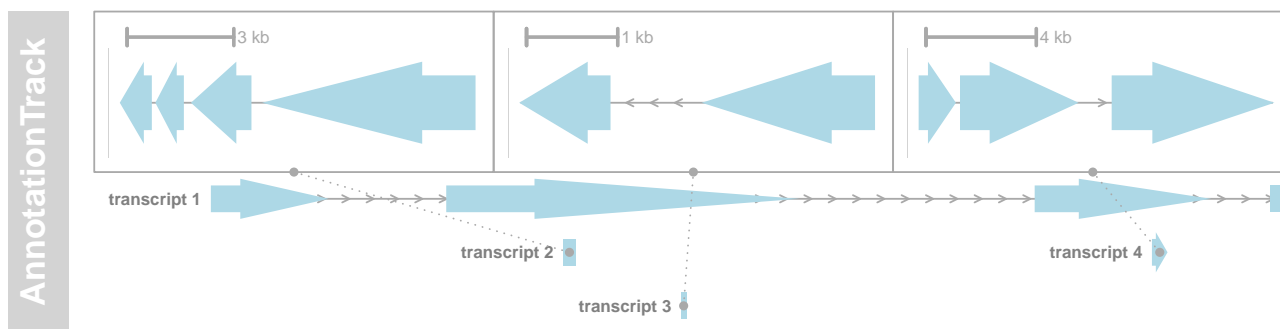 AnnotationTrack
3 kb
1 kb
4 kb
transcript 1
transcript 2
transcript 4
transcript 3